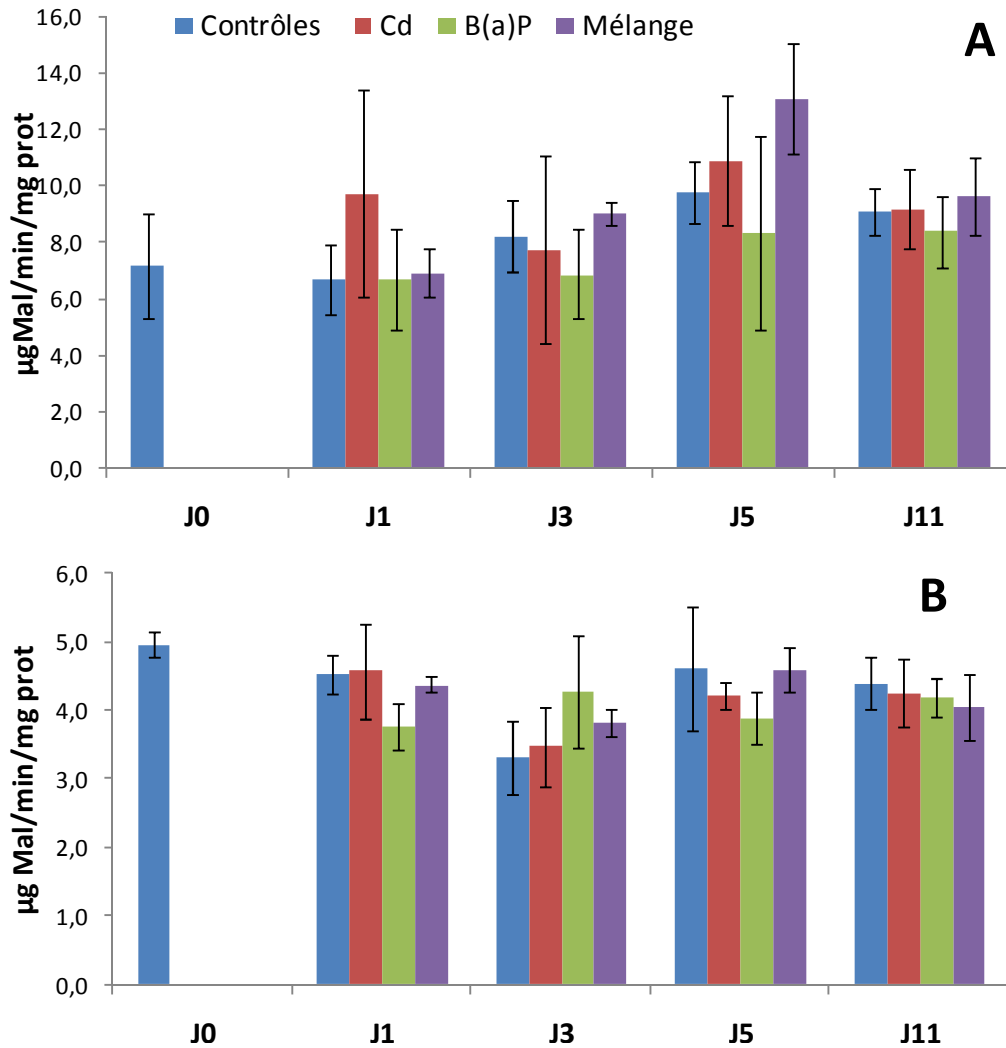 Contrôles Cd B(a)P Mélange
A
µgMal/min/mg prot
16,0
14,0
12,0
10,0
8,0
6,0
4,0
2,0
0,0
J0 J1 J3 J5 J11
B
µg Mal/min/mg prot
6,0
5,0
4,0
3,0
2,0
1,0
0,0
J0 J1 J3 J5 J11